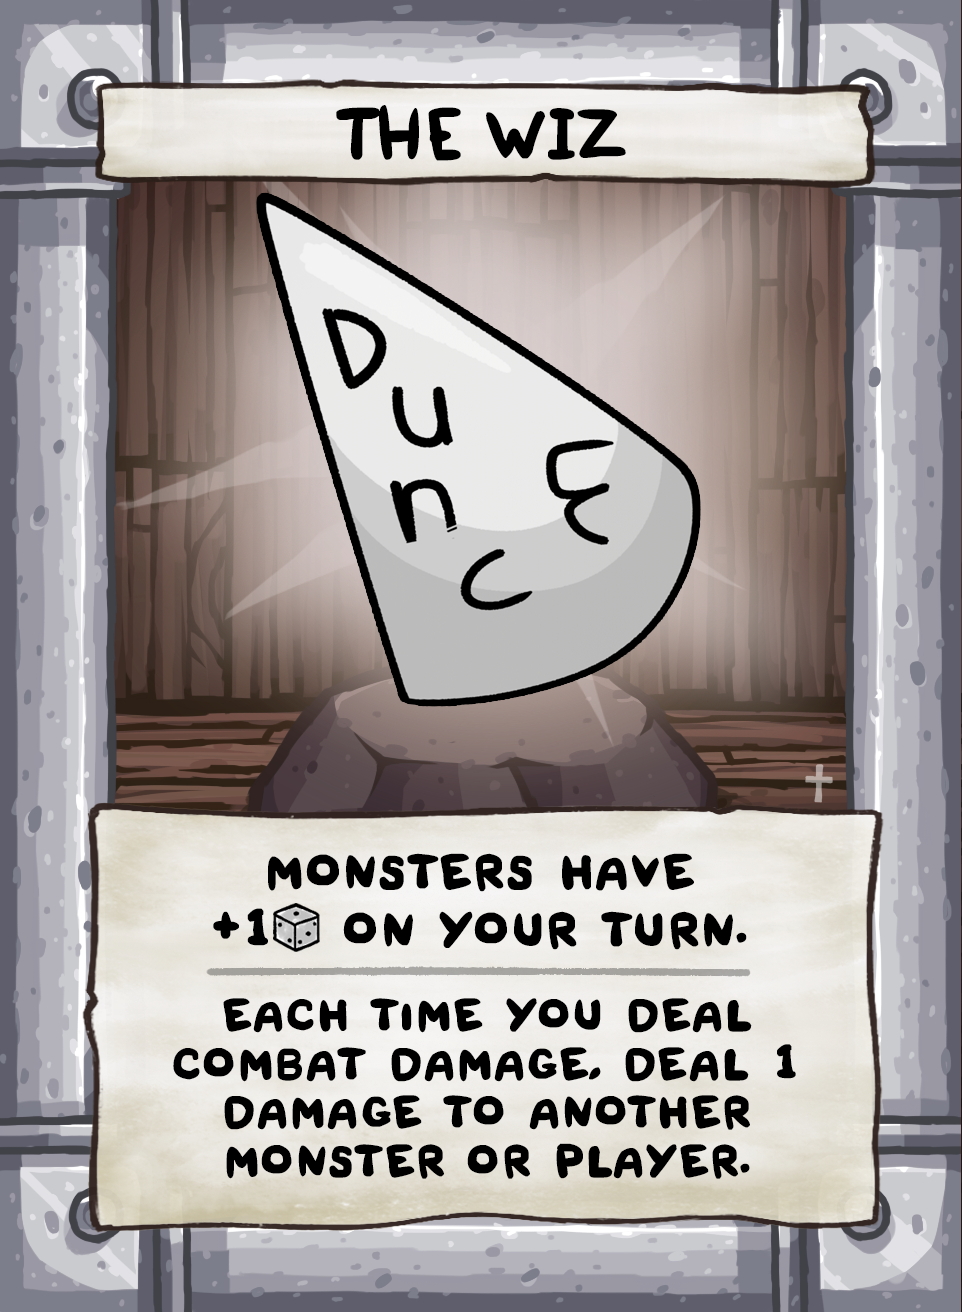 THE WIZ
D
u
n
c
E
MONSTERS HAVE
+1 ON YOUR TURN.
EACH TIME YOU DEAL
COMBAT DAMAGE, DEAL 1
DAMAGE TO ANOTHER
MONSTER OR PLAYER.